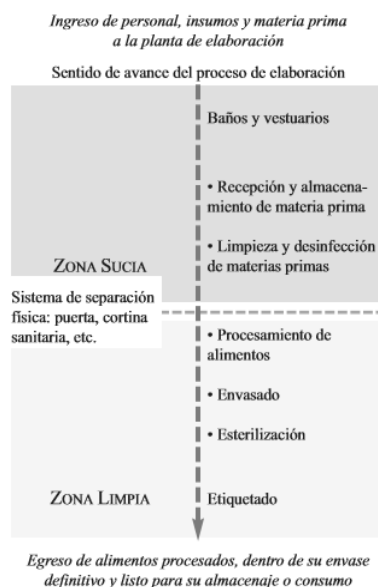 Ingreso de personal, insumos y materia prima
a la planta de elaboración
Sentido de avance del proceso de elaboración
Baños y vestuarios
• Recepción y almacena-
miento de materia prima
• Limpieza y desinfección
de materias primas
ZONA SUCIA
Sistema de separación
física: puerta, cortina
sanitaria, etc.
• Procesamiento de
alimentos
• Envasado
• Esterilización
ZONA LIMPIA
Etiquetado
Egreso de alimentos procesados, dentro de su envase
definitivo y listo para su almacenaje o consumo